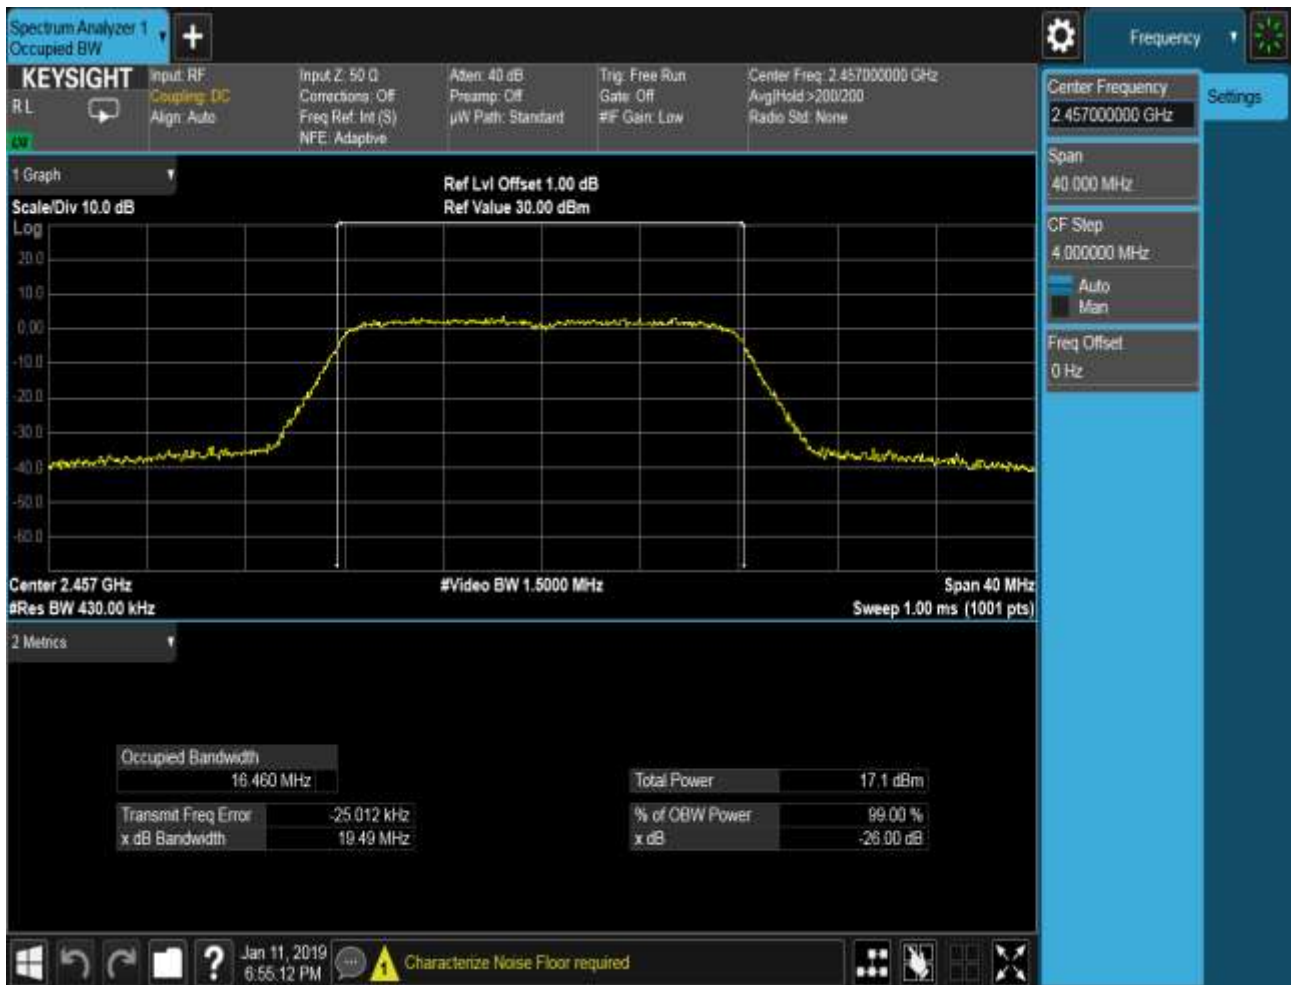 Spectrum Analyzer 1
Occupied BW
Frequency
KEYSIGHT
R L
Input: RF
Coupling: DC
Align: Auto
Input Z: 50 Ω
Corrections: Off
Freq Ref: Int (S)
NFE: Adaptive
Atten: 40 dB
Preamp: Off
µW Path: Standard
Trig: Free Run
Gate: Off
#IF Gain: Low
Center Freq: 2.457000000 GHz
Avg|Hold >200/200
Radio Std: None
Center Frequency
2.457000000 GHz
Settings
Span
40.000 MHz
CF Step
4.000000 MHz
Auto
Man
Freq Offset
0 Hz
1 Graph
Scale/Div 10.0 dB
Ref Lvl Offset 1.00 dB
Ref Value 30.00 dBm
Log
20.0
10.0
0.00
-10.0
-20.0
-30.0
-40.0
-50.0
-60.0
Center 2.457 GHz
#Video BW 1.5000 MHz
Span 40 MHz
#Res BW 430.00 kHz
Sweep 1.00 ms (1001 pts)
2 Metrics
Occupied Bandwidth
16.460 MHz
Total Power 17.1 dBm
Transmit Freq Error -25.012 kHz
% of OBW Power 99.00 %
x dB Bandwidth 19.49 MHz
x dB -26.00 dB
Jan 11, 2019
6:55:12 PM
1
Characterize Noise Floor required